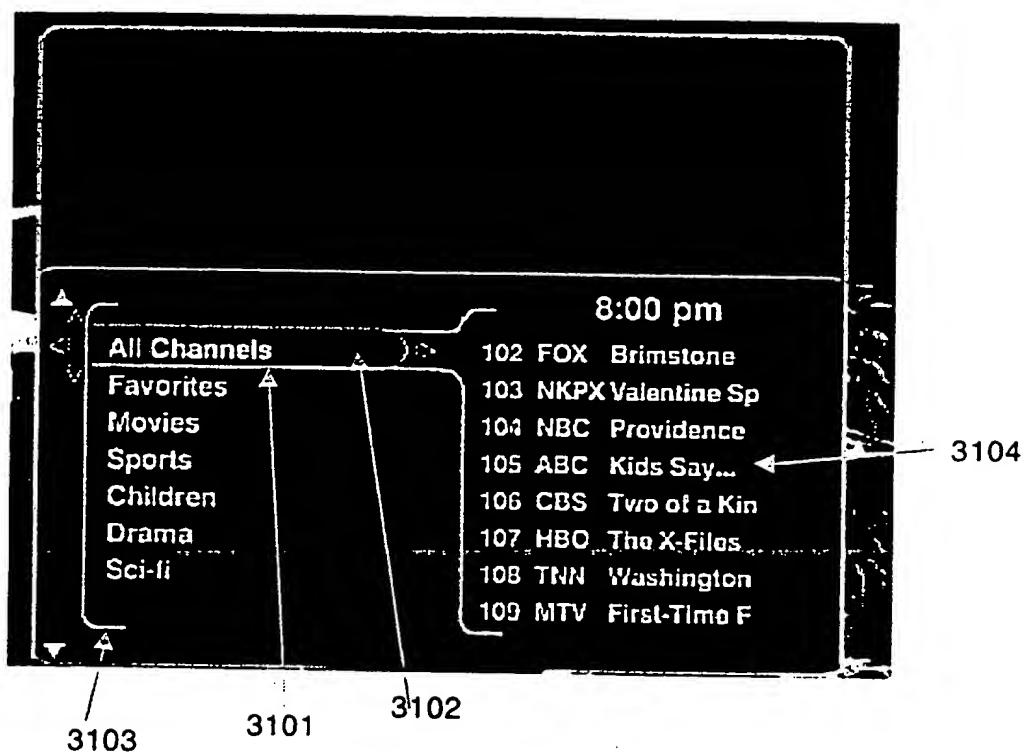 8:00 pm
All Channels
Favorites
Movies
Sports
Children
Drama
Sci-fi
102 FOX Brimstone
103 NKPX Valentine Sp
104 NBC Providence
105 ABC Kids Say...
106 CBS Two of a Kin
107 HBO The X-Files
108 TNN Washington
109 MTV First-Time F
3104
3103
3101
3102